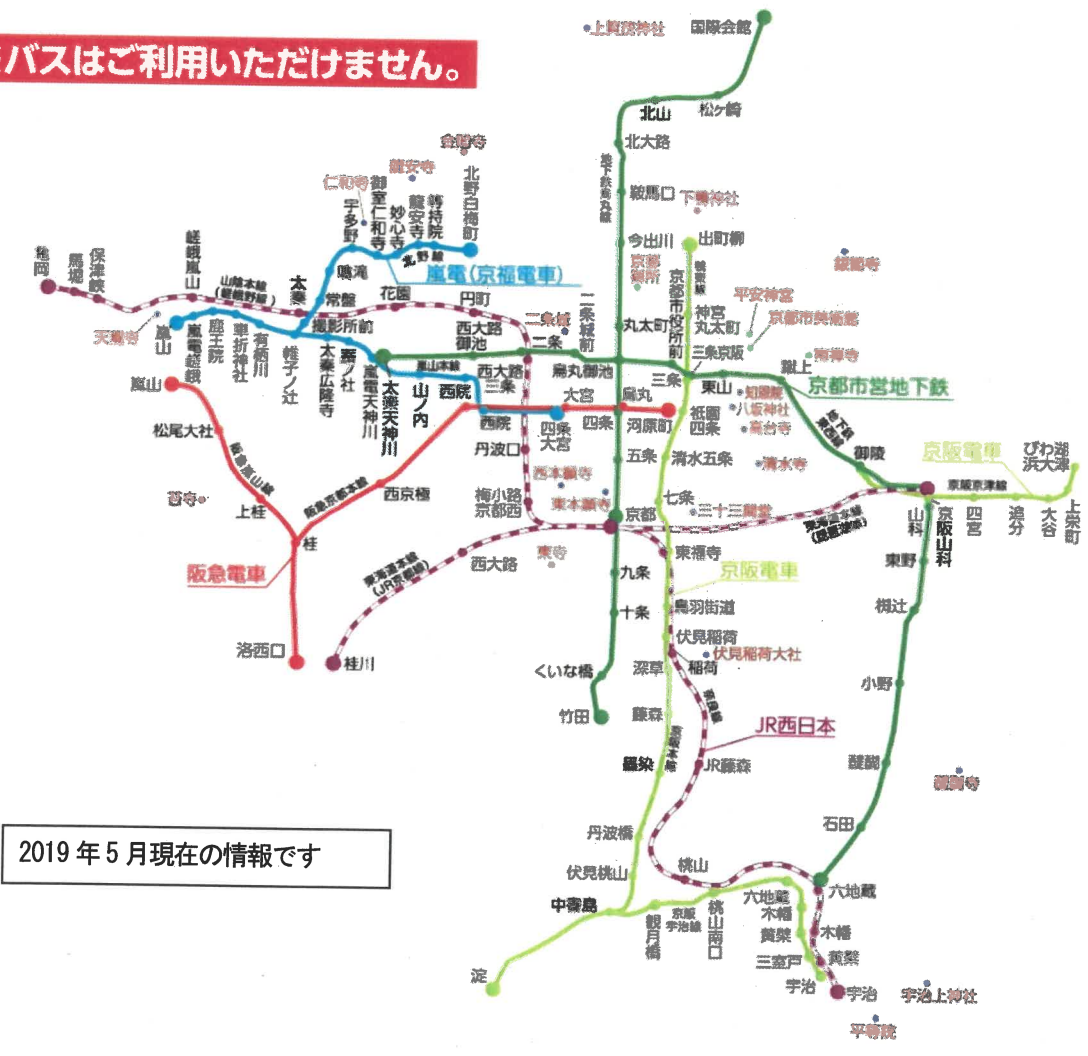 バスはご利用いただけません。
上賀茂神社
国際会館
北山
松ヶ崎
北大路
地下鉄烏丸線
鞍馬口
下鴨神社
今出川
出町柳
京都御所
鴨東線
銀閣寺
金閣寺
龍安寺
仁和寺
北野白梅町
等持院
龍安寺
妙心寺
御室仁和寺
宇多野
北野線
鳴滝
嵐電(京福電車)
亀岡
馬堀
保津峡
嵯峨嵐山
山陰本線
(嵯峨野線)
太秦
常盤
花園
円町
撮影所前
天龍寺
嵐山
嵐電嵯峨
鹿王院
車折神社
有栖川
帷子ノ辻
太秦広隆寺
蚕ノ社
嵐電天神川
太秦天神川
山ノ内
嵐山本線
西院
西大路御池
西大路三条
二条
二条城
二条城前
烏丸御池
丸太町
神宮丸太町
京都市役所前
三条京阪
三条
平安神宮
京都市美術館
南禅寺
東山
蹴上
京都市営地下鉄
知恩院
八坂神社
高台寺
祇園四条
大宮
烏丸
四条
河原町
西院
四条大宮
五条
清水五条
清水寺
地下鉄
東西線
御陵
京阪電車
びわ湖浜大津
京阪京津線
上栄町
大谷
追分
四宮
京阪山科
山科
嵐山
松尾大社
阪急嵐山線
苔寺
上桂
桂
阪急京都本線
西京極
阪急電車
洛西口
丹波口
梅小路京都西
西本願寺
東本願寺
京都
七条
三十三間堂
東海道本線
(琵琶湖線)
東海道本線
(JR京都線)
西大路
桂川
東寺
東福寺
京阪電車
九条
十条
鳥羽街道
伏見稲荷
伏見稲荷大社
稲荷
深草
くいな橋
竹田
藤森
奈良線
京阪本線
JR西日本
墨染
JR藤森
丹波橋
伏見桃山
桃山
中書島
観月橋
京阪
宇治線
桃山南口
淀
東野
椥辻
小野
醍醐
醍醐寺
石田
六地蔵
六地蔵
木幡
木幡
黄檗
黄檗
三室戸
宇治
宇治
宇治上神社
平等院
2019年5月現在の情報です